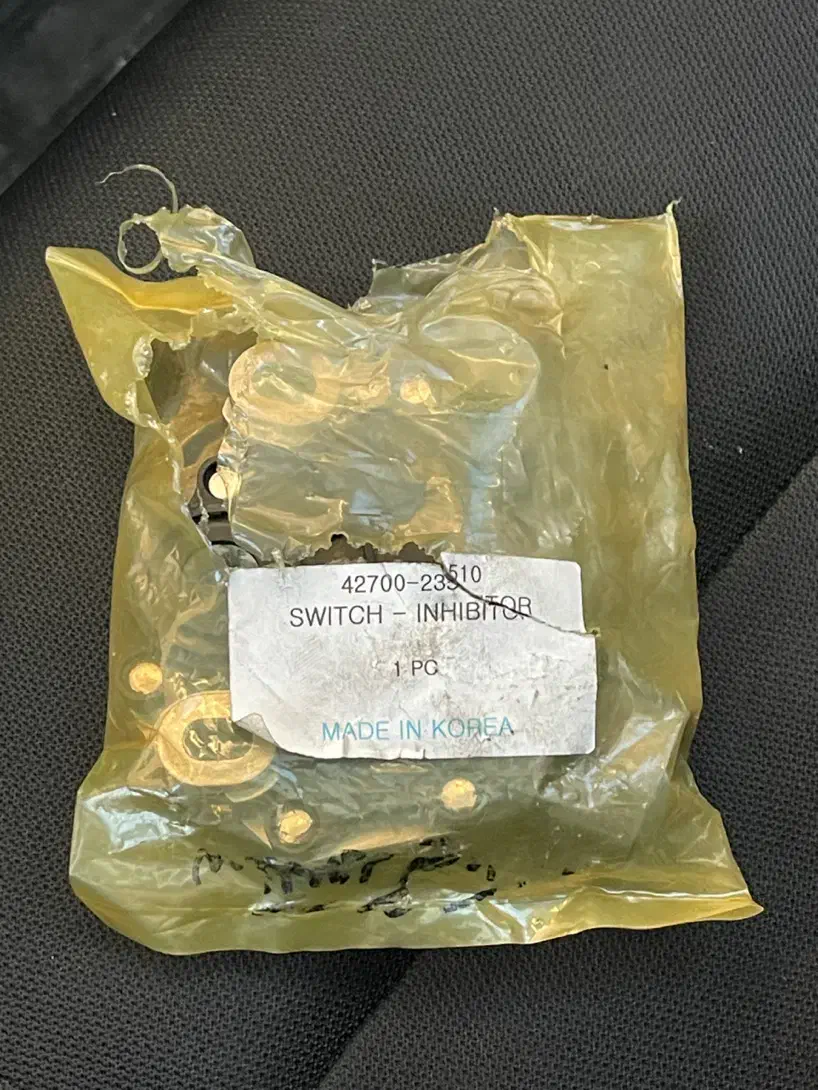 42700-23510
SWITCH - INHIBITOR
1 PC
MADE IN KOREA